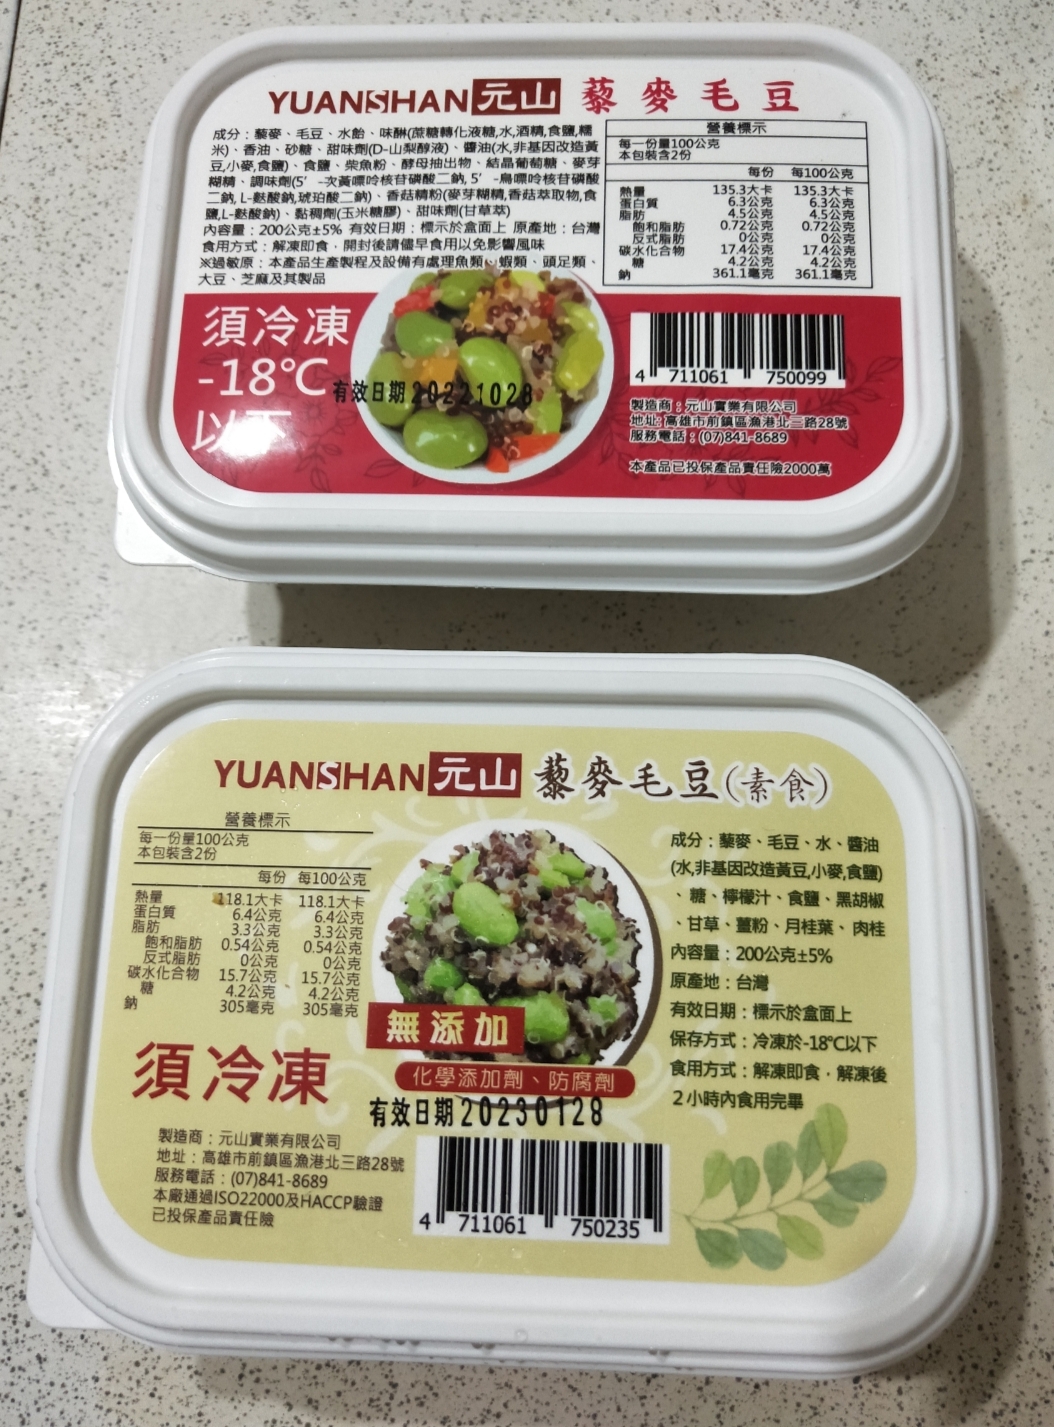 YUANSHAN元山 藜麥毛豆
成分：藜麥、毛豆、水飴、味醂(蔗糖轉化液糖,水,酒精,食鹽,糯
米)、香油、砂糖、甜味劑(D-山梨醇液)、醬油(水,非基因改造黃
豆,小麥,食鹽)、食鹽、柴魚粉、酵母抽出物、結晶葡萄糖、麥芽
糊精、調味劑(5'-次黃嘌呤核苷磷酸二鈉,5'-鳥嘌呤核苷磷酸
二鈉,L-麩酸鈉,琥珀酸二鈉)、香菇精粉(麥芽糊精,香菇萃取物,食
鹽,L-麩酸鈉)、黏稠劑(玉米糖膠)、甜味劑(甘草萃)
內容量：200公克±5% 有效日期：標示於盒面上 原產地：台灣
食用方式：解凍即食，開封後請儘早食用以免影響風味
※過敏原：本產品生產製程及設備有處理魚類、蝦類、頭足類、
大豆、芝麻及其製品
營養標示
每一份量100公克
本包裝含2份
每份 每100公克
熱量 135.3大卡 135.3大卡
蛋白質 6.3公克 6.3公克
脂肪 4.5公克 4.5公克
飽和脂肪 0.72公克 0.72公克
反式脂肪 0公克 0公克
碳水化合物 17.4公克 17.4公克
糖 4.2公克 4.2公克
鈉 361.1毫克 361.1毫克
須冷凍
-18℃
以下
有效日期20221028
4 711061 750099
製造商：元山實業有限公司
地址：高雄市前鎮區漁港北三路28號
服務電話：(07)841-8689
本產品已投保產品責任險2000萬
YUANSHAN元山 藜麥毛豆(素食)
營養標示
每一份量100公克
本包裝含2份
每份 每100公克
熱量 118.1大卡 118.1大卡
蛋白質 6.4公克 6.4公克
脂肪 3.3公克 3.3公克
飽和脂肪 0.54公克 0.54公克
反式脂肪 0公克 0公克
碳水化合物 15.7公克 15.7公克
糖 4.2公克 4.2公克
鈉 305毫克 305毫克
成分：藜麥、毛豆、水、醬油
(水,非基因改造黃豆,小麥,食鹽)
、糖、檸檬汁、食鹽、黑胡椒
、甘草、薑粉、月桂葉、肉桂
內容量：200公克±5%
原產地：台灣
有效日期：標示於盒面上
保存方式：冷凍於-18℃以下
食用方式：解凍即食，解凍後
2小時內食用完畢
無添加
化學添加劑、防腐劑
須冷凍
有效日期20230128
製造商：元山實業有限公司
地址：高雄市前鎮區漁港北三路28號
服務電話：(07)841-8689
本廠通過ISO22000及HACCP驗證
已投保產品責任險
4 711061 750235